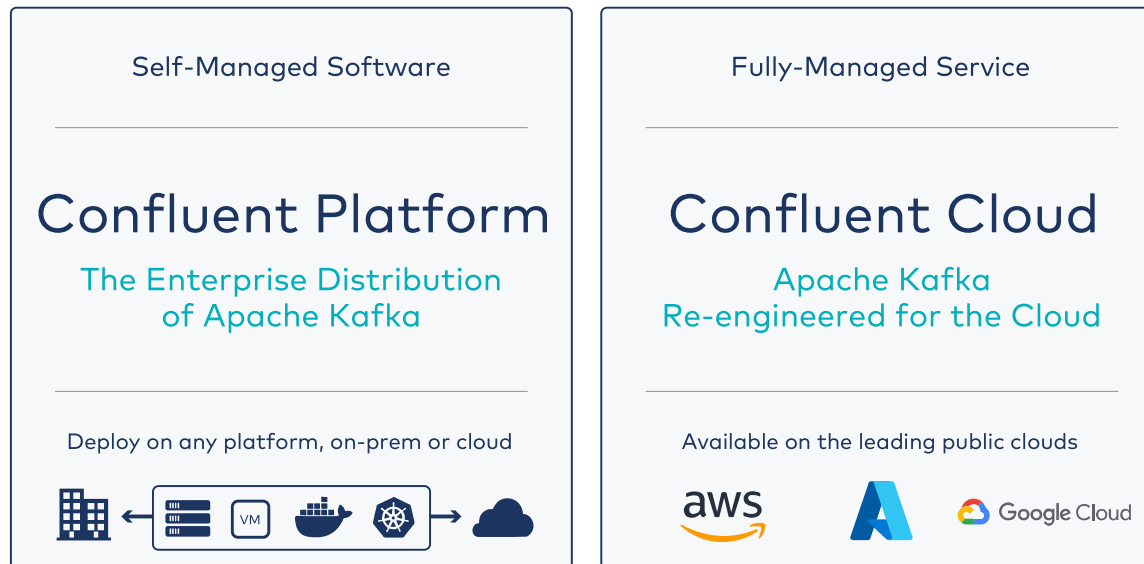 Self-Managed Software
Confluent Platform
The Enterprise Distribution
of Apache Kafka
Deploy on any platform, on-prem or cloud
VM
Fully-Managed Service
Confluent Cloud
Apache Kafka
Re-engineered for the Cloud
Available on the leading public clouds
aws
Google Cloud